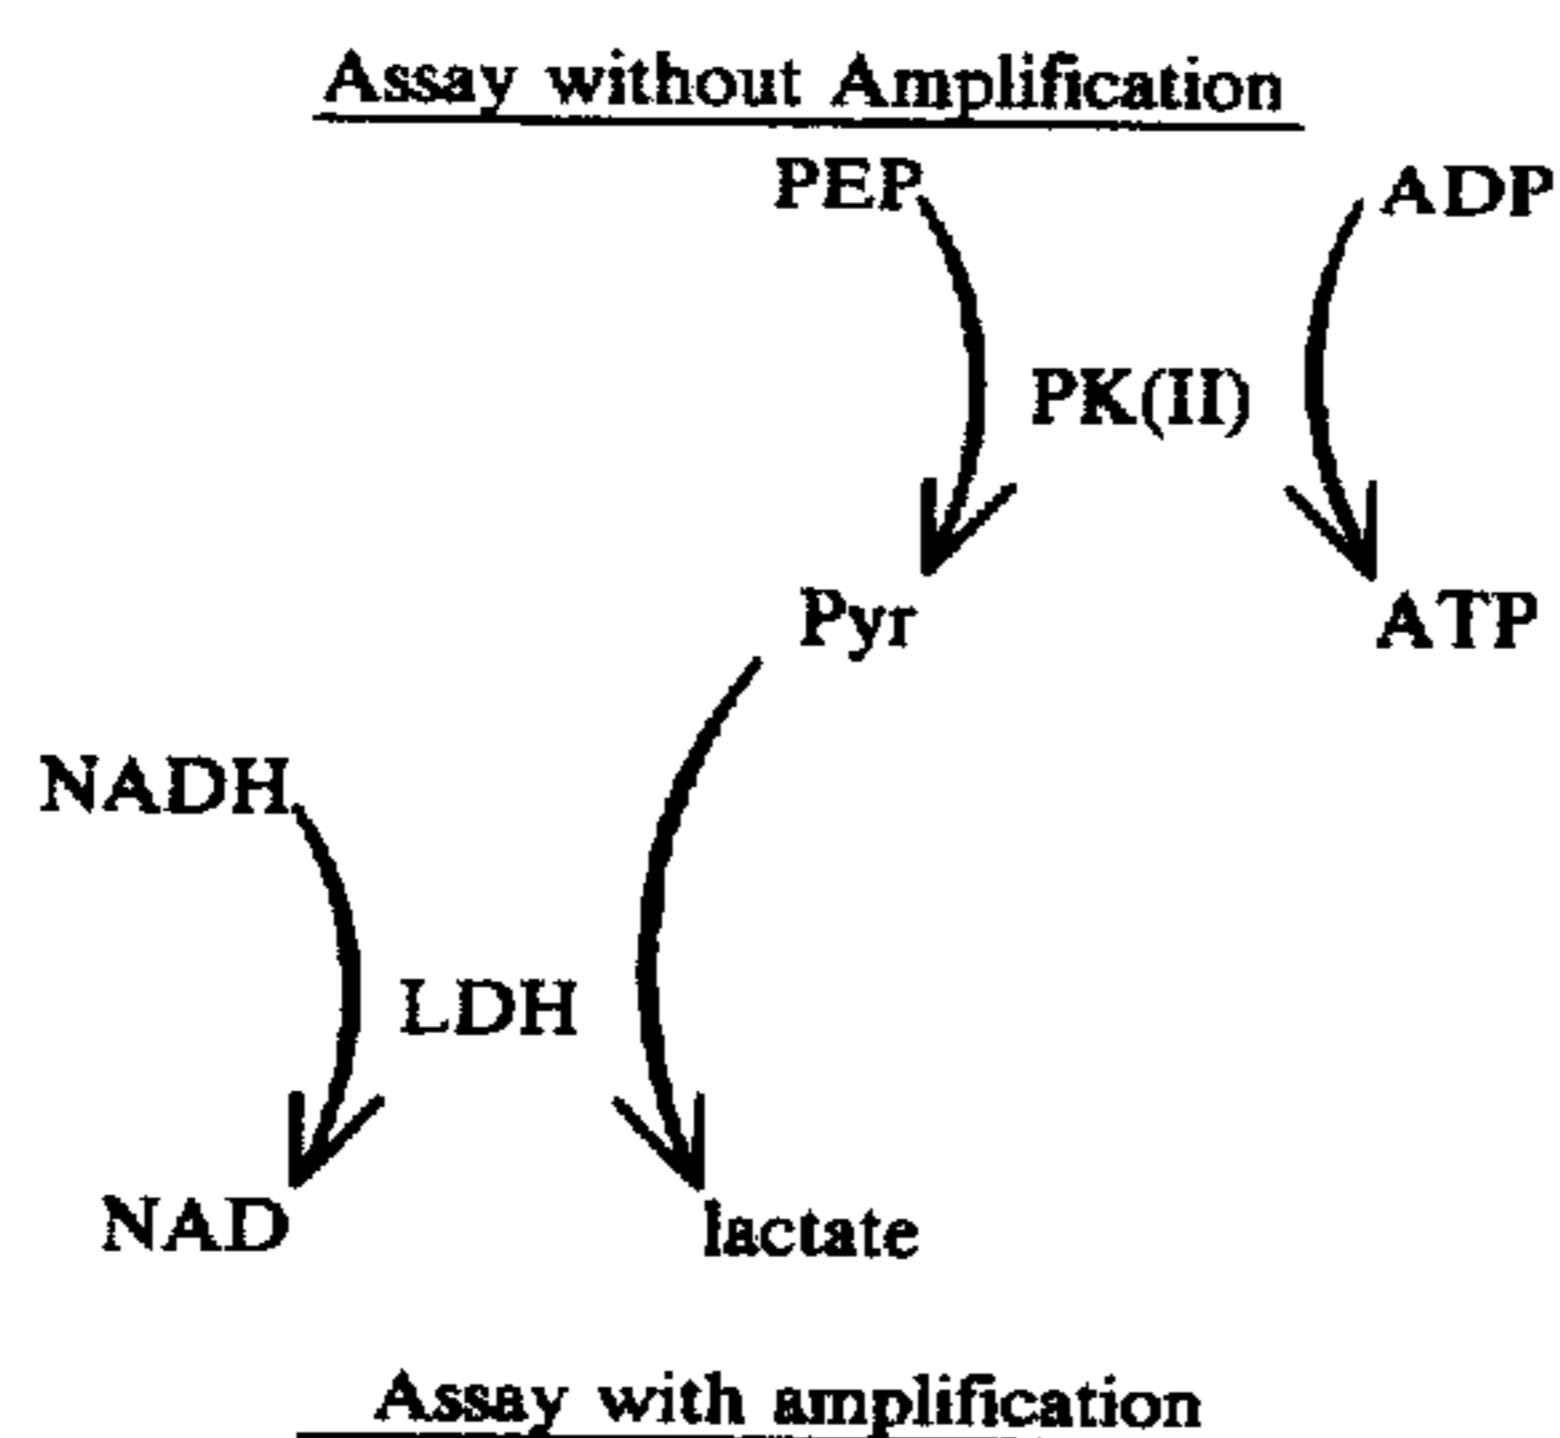 Assay without Amplification
PEP ADP
PK(II)
Pyr ATP
NADH
LDH
NAD lactate
Assay with amplification